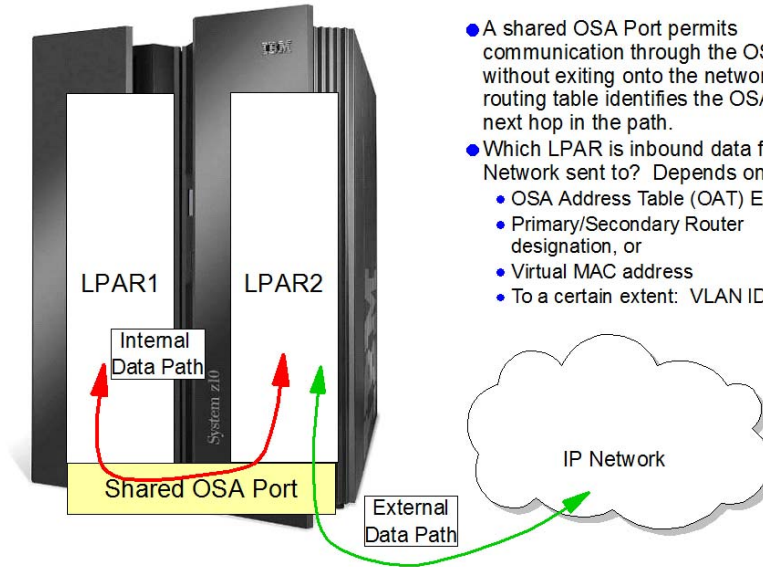 IBM
A shared OSA Port permits
communication through the
without exiting onto the
routing table identifies the
next hop in the path.
Which LPAR is inbound data
Network sent to? Depends on
OSA Address Table (OAT)
Primary/Secondary Router
designation, or
Virtual MAC address
To a certain extent: VLAN ID
LPAR1
LPAR2
Internal
Data Path
System z10
IP Network
Shared OSA Port
External
Data Path